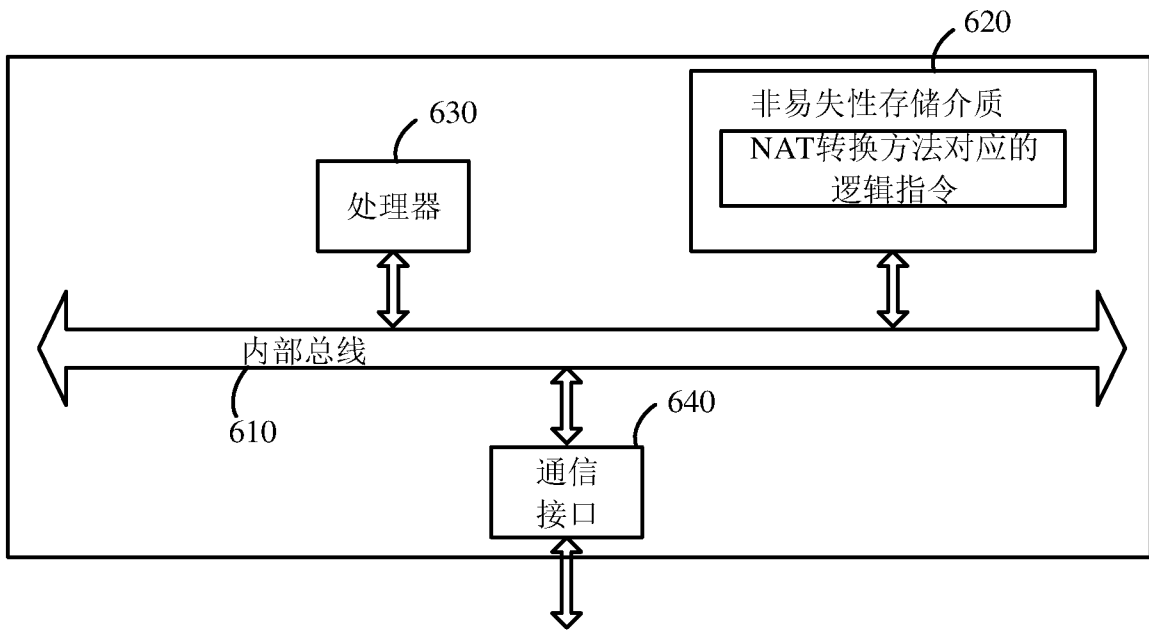 620
非易失性存储介质
630
NAT转换方法对应的
逻辑指令
处理器
内部总线
610
640
通信
接口